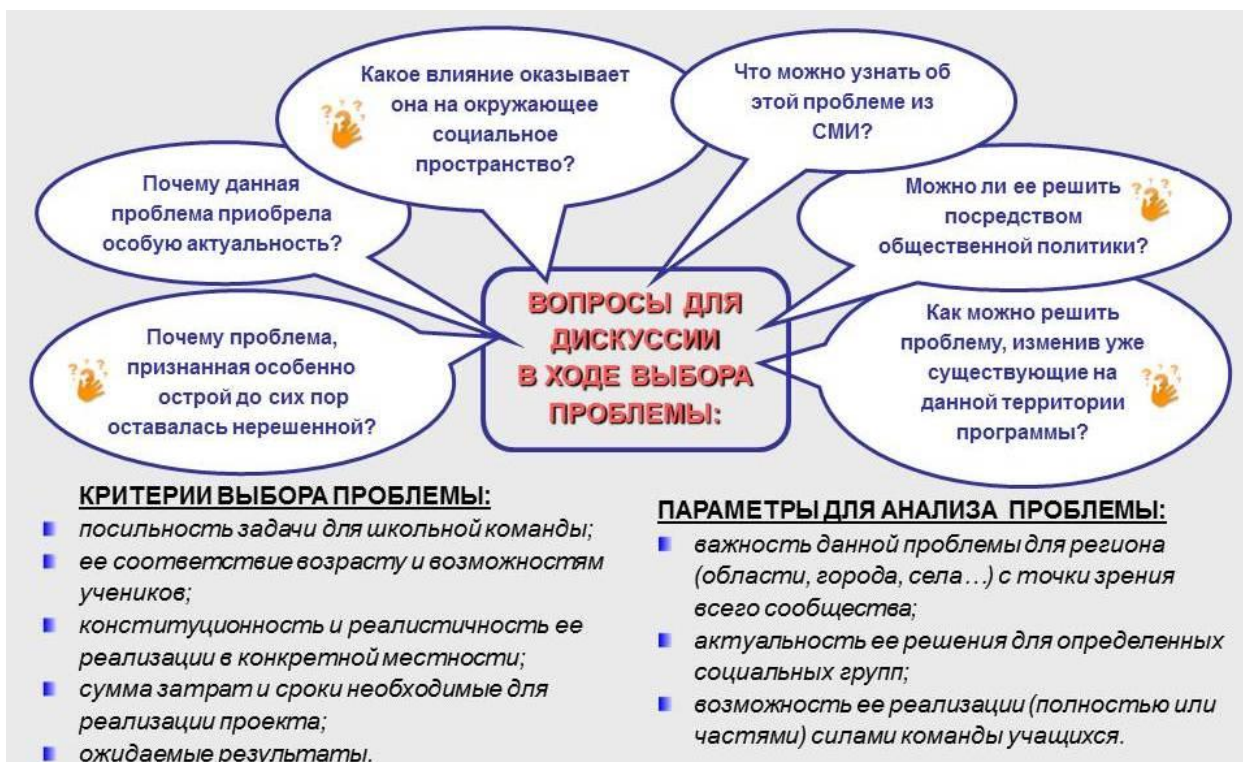 Какое влияние оказывает
она на окружающее
социальное
пространство?
Что можно узнать об
этой проблеме из
СМИ?
Почему данная
проблема приобрела
особую актуальность?
Можно ли ее решить
посредством
общественной политики?
Почему проблема,
признанная особенно
острой до сих пор
оставалась нерешенной?
ВОПРОСЫ ДЛЯ
ДИСКУССИИ
В ХОДЕ ВЫБОРА
ПРОБЛЕМЫ:
Как можно решить
проблему, изменив уже
существующие на
данной территории
программы?
КРИТЕРИИ ВЫБОРА ПРОБЛЕМЫ:
посильность задачи для школьной команды;
ее соответствие возрасту и возможностям
учеников;
конституционность и реалистичность ее
реализации в конкретной местности;
сумма затрат и сроки необходимые для
реализации проекта;
ожидаемые результаты.
ПАРАМЕТРЫ ДЛЯ АНАЛИЗА ПРОБЛЕМЫ:
важность данной проблемы для региона
(области, города, села…) с точки зрения
всего сообщества;
актуальность ее решения для определенных
социальных групп;
возможность ее реализации (полностью или
частями) силами команды учащихся.